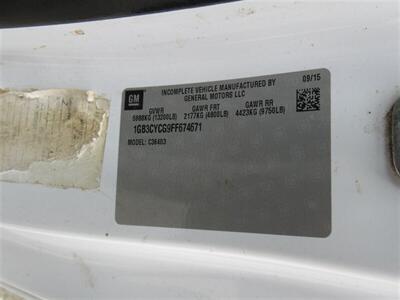 GM
INCOMPLETE VEHICLE MANUFACTURED BY
GENERAL MOTORS LLC
09/15
GVWR GAWR FRT GAWR RR
5988KG (13200LB) 2177KG (4800LB) 4423KG (9750LB)
1GB3CYCG9FF674671
MODEL: C36403